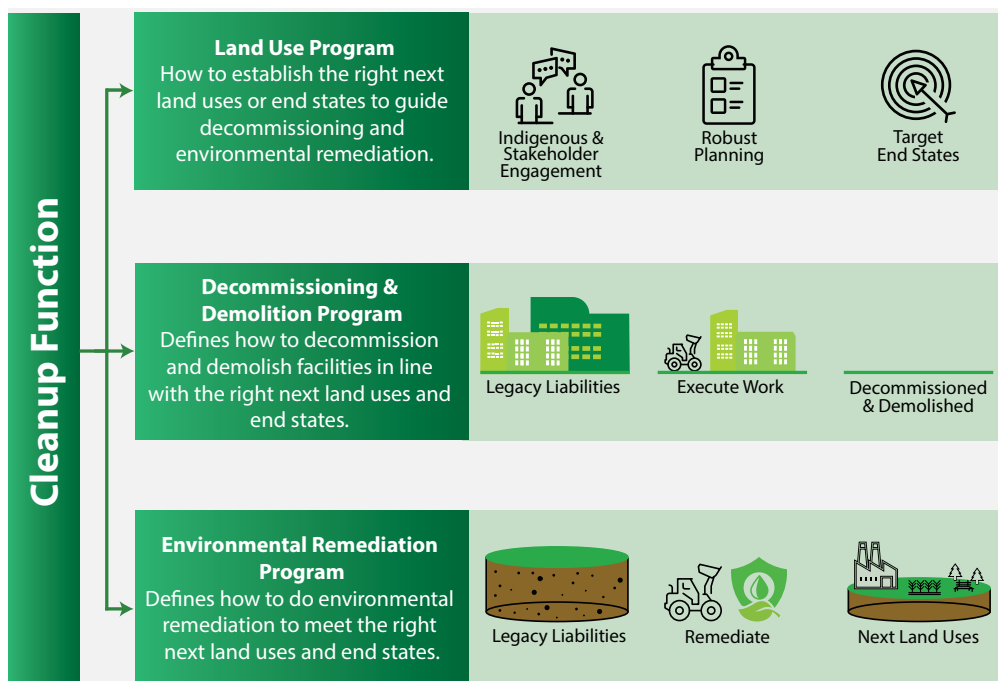 Cleanup Function
Land Use Program
How to establish the right next
land uses or end states to guide
decommissioning and
environmental remediation.
Indigenous &
Stakeholder
Engagement
Robust
Planning
Target
End States
Decommissioning &
Demolition Program
Defines how to decommission
and demolish facilities in line
with the right next land uses and
end states.
Legacy Liabilities
Execute Work
Decommissioned
& Demolished
Environmental Remediation
Program
Defines how to do environmental
remediation to meet the right
next land uses and end states.
Legacy Liabilities
Remediate
Next Land Uses